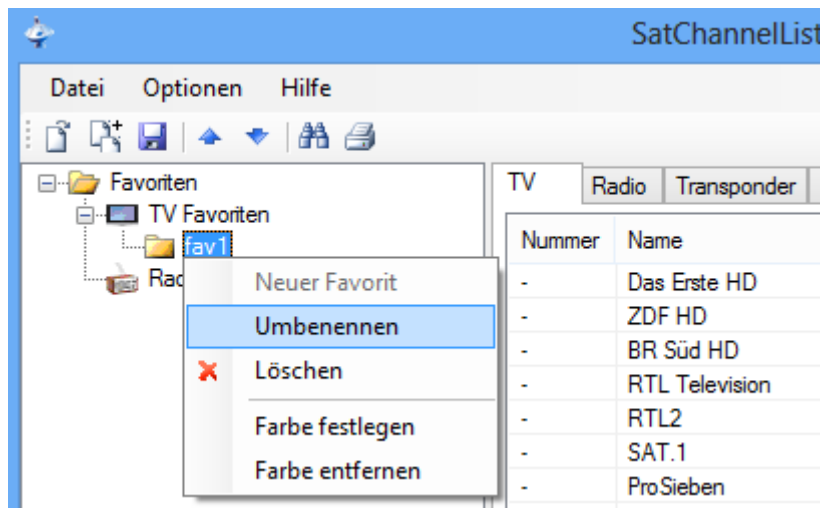 SatChannelList
Datei Optionen Hilfe
Favoriten
TV Favoriten
fav1
Neuer Favorit
Umbenennen
Löschen
Farbe festlegen
Farbe entfernen
TV Radio Transponder
Nummer Name
- Das Erste HD
- ZDF HD
- BR Süd HD
- RTL Television
- RTL2
- SAT.1
- ProSieben